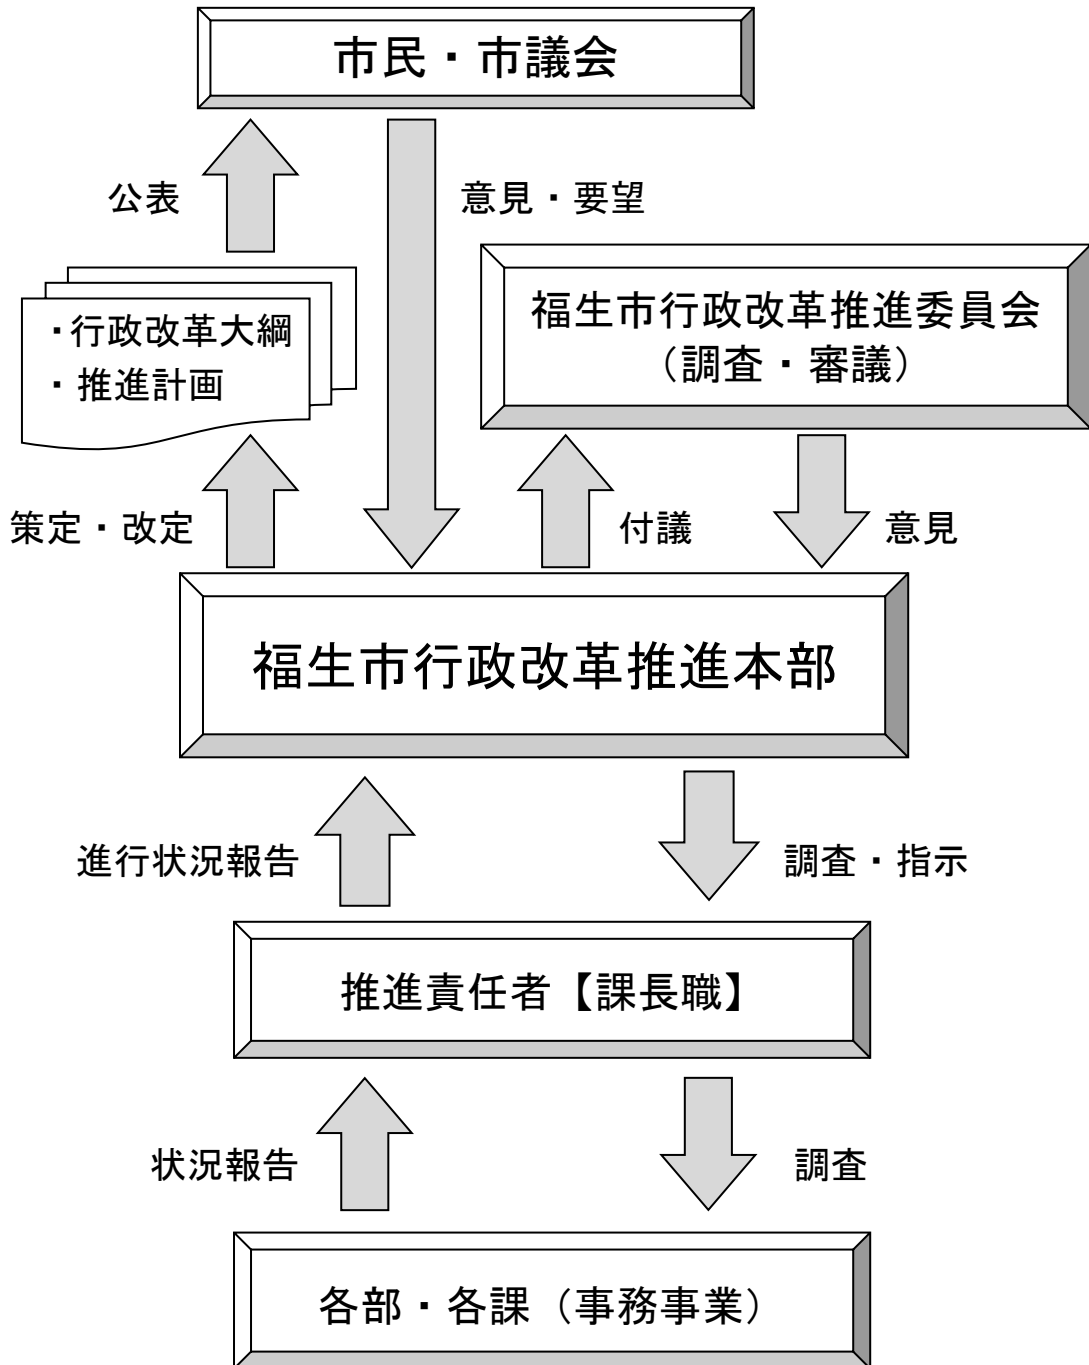 市民・市議会
公表
意見・要望
・行政改革大綱
・推進計画
福生市行政改革推進委員会
（調査・審議）
策定・改定
付議
意見
福生市行政改革推進本部
進行状況報告
調査・指示
推進責任者【課長職】
状況報告
調査
各部・各課（事務事業）